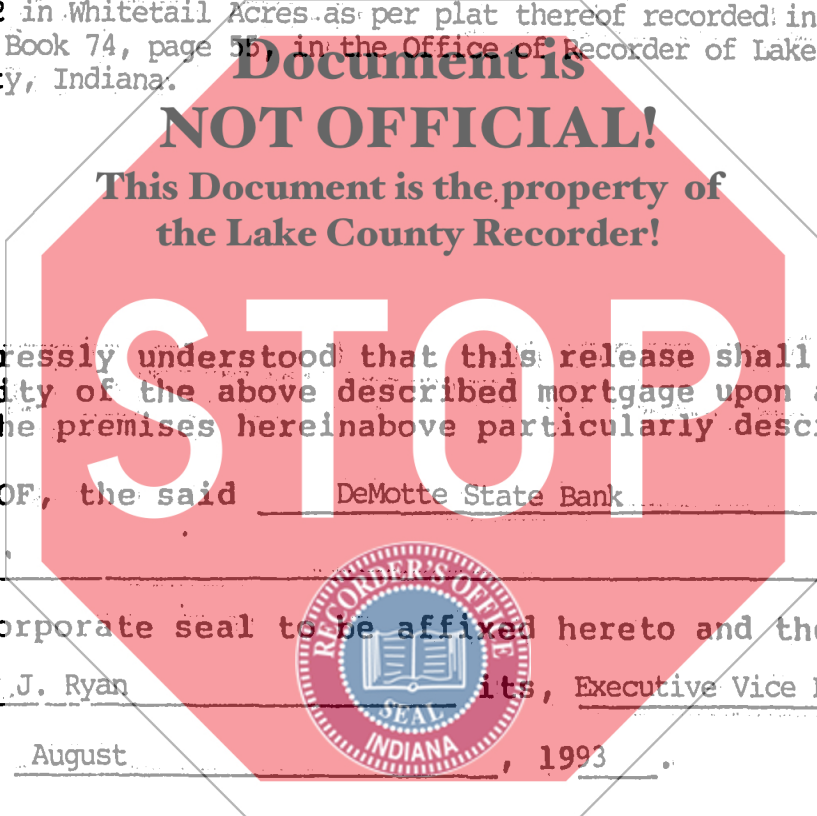 in Whitetail Acres as per plat thereof recorded in
Book 74, page 55, in the Office of Recorder of Lake
y, Indiana.
Document is
NOT OFFICIAL!
This Document is the property of
the Lake County Recorder!
STOP
ressly understood that this release shall
ity of the above described mortgage upon
he premises hereinabove particularly desc
OF, the said DeMotte State Bank
orporate seal to be affixed hereto and the
J. Ryan its, Executive Vice
August, 1993.
RECORDER'S OFFICE
SEAL
INDIANA